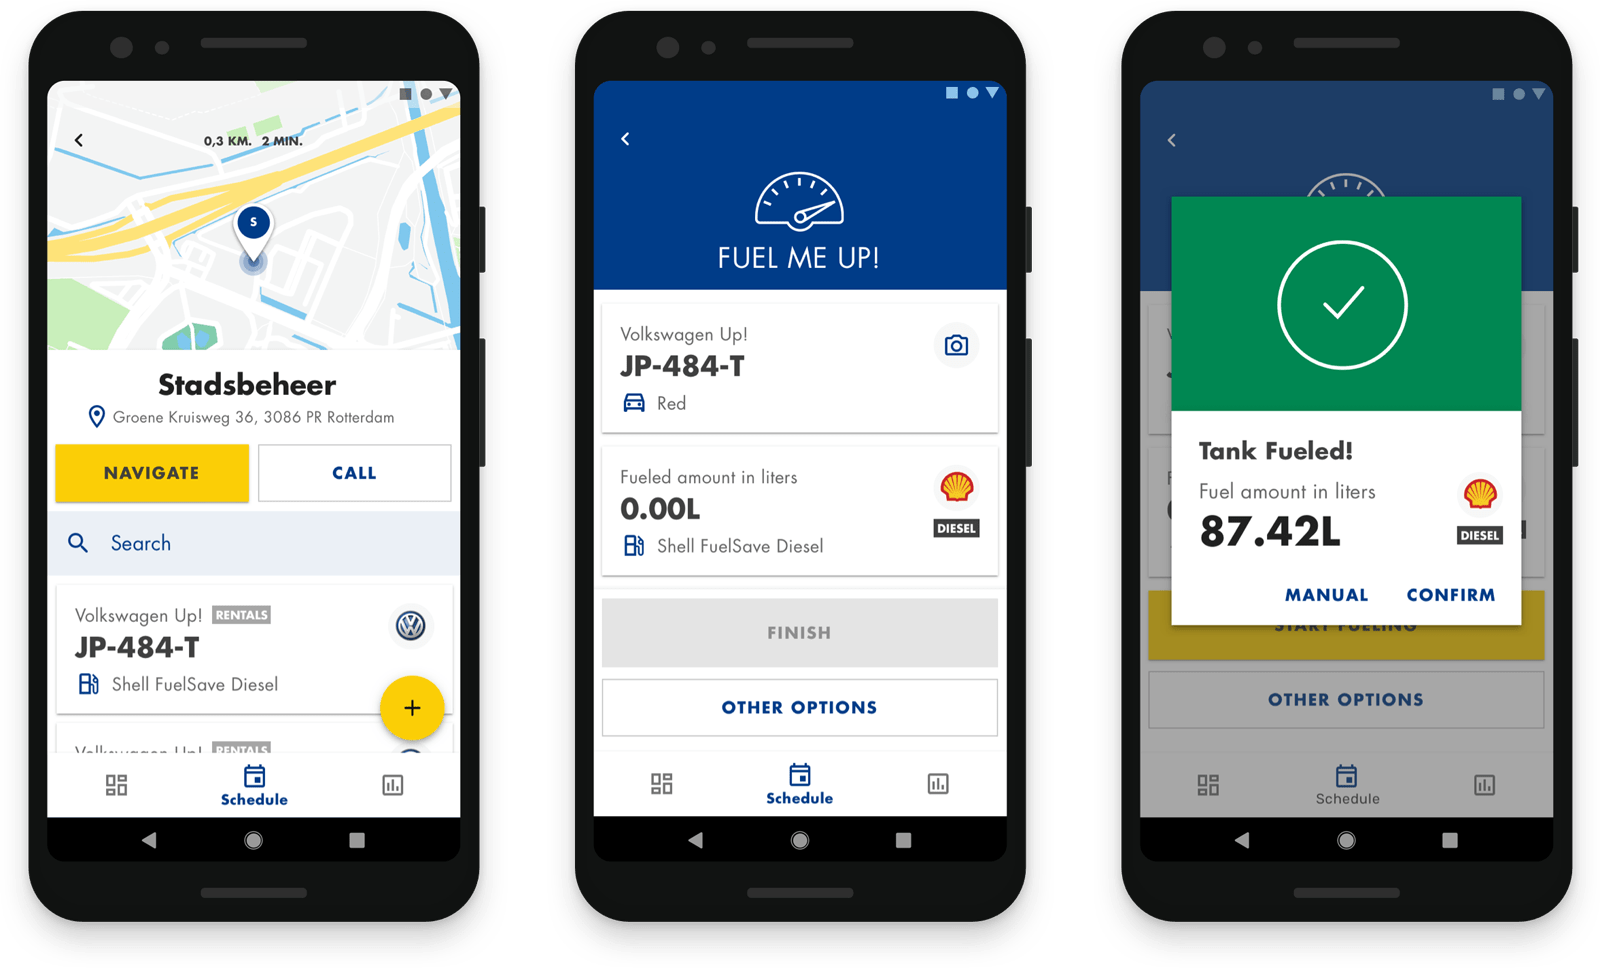 0,3 KM. 2 MIN.
S
Stadsbeheer
Groene Kruisweg 36, 3086 PR Rotterdam
NAVIGATE
CALL
Search
Volkswagen Up! RENTALS
JP-484-T
Shell FuelSave Diesel
Volkswagen Up! RENTALS
Schedule
FUEL ME UP!
Volkswagen Up!
JP-484-T
Red
Fueled amount in liters
0.00L
DIESEL
Shell FuelSave Diesel
FINISH
OTHER OPTIONS
Schedule
Tank Fueled!
Fuel amount in liters
87.42L
DIESEL
MANUAL
CONFIRM
START FUELING
OTHER OPTIONS
Schedule